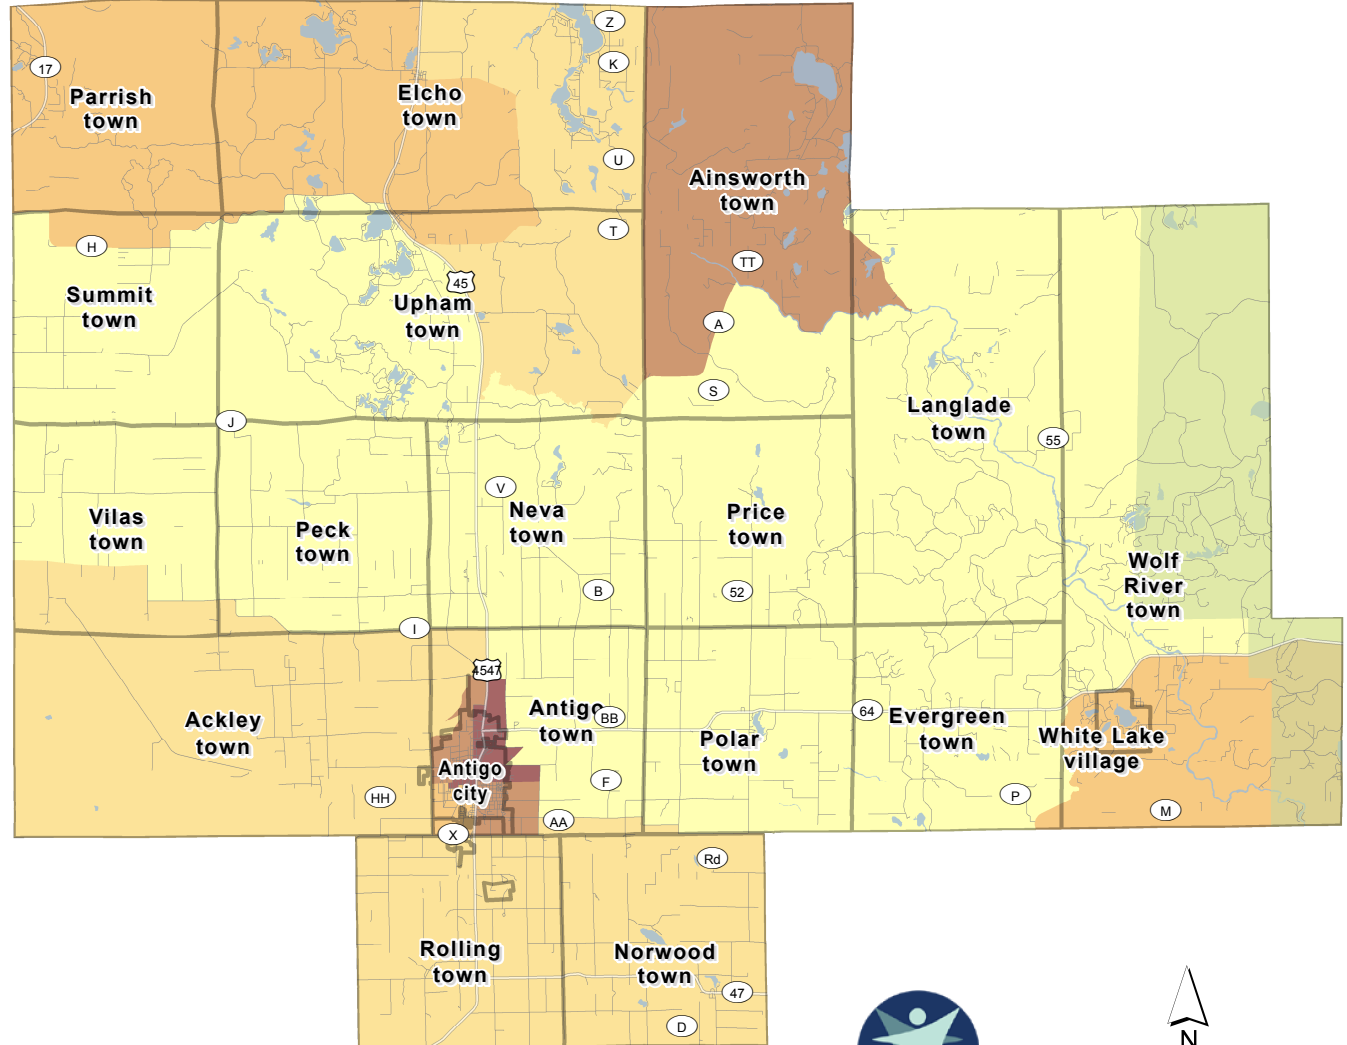 Z
K
17
Parrish
town
Elcho
town
U
Ainsworth
town
T
H
TT
45
Summit
town
Upham
town
A
S
Langlade
town
J
55
V
Vilas
town
Peck
town
Neva
town
Price
town
B
52
Wolf
River
town
I
4547
Ackley
town
Antigo
town
BB
64
Evergreen
town
Polar
town
White Lake
village
Antigo
city
F
HH
P
M
AA
X
Rd
Rolling
town
Norwood
town
47
D
N